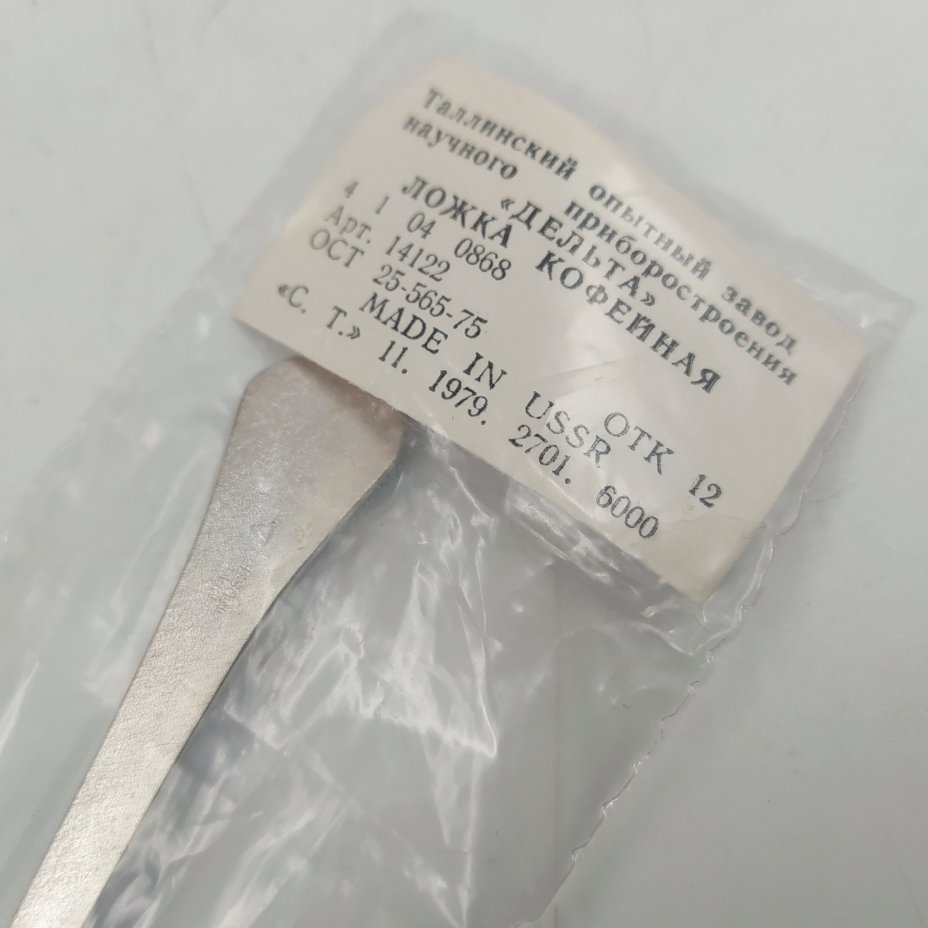 Таллинский опытный завод
научного приборостроения
«ДЕЛЬТА»
ЛОЖКА КОФЕЙНАЯ
4 1 04 0868
Арт. 14122 ОТК 12
ОСТ 25-565-75
MADE IN USSR
«С. Т.» 11. 1979. 2701. 6000